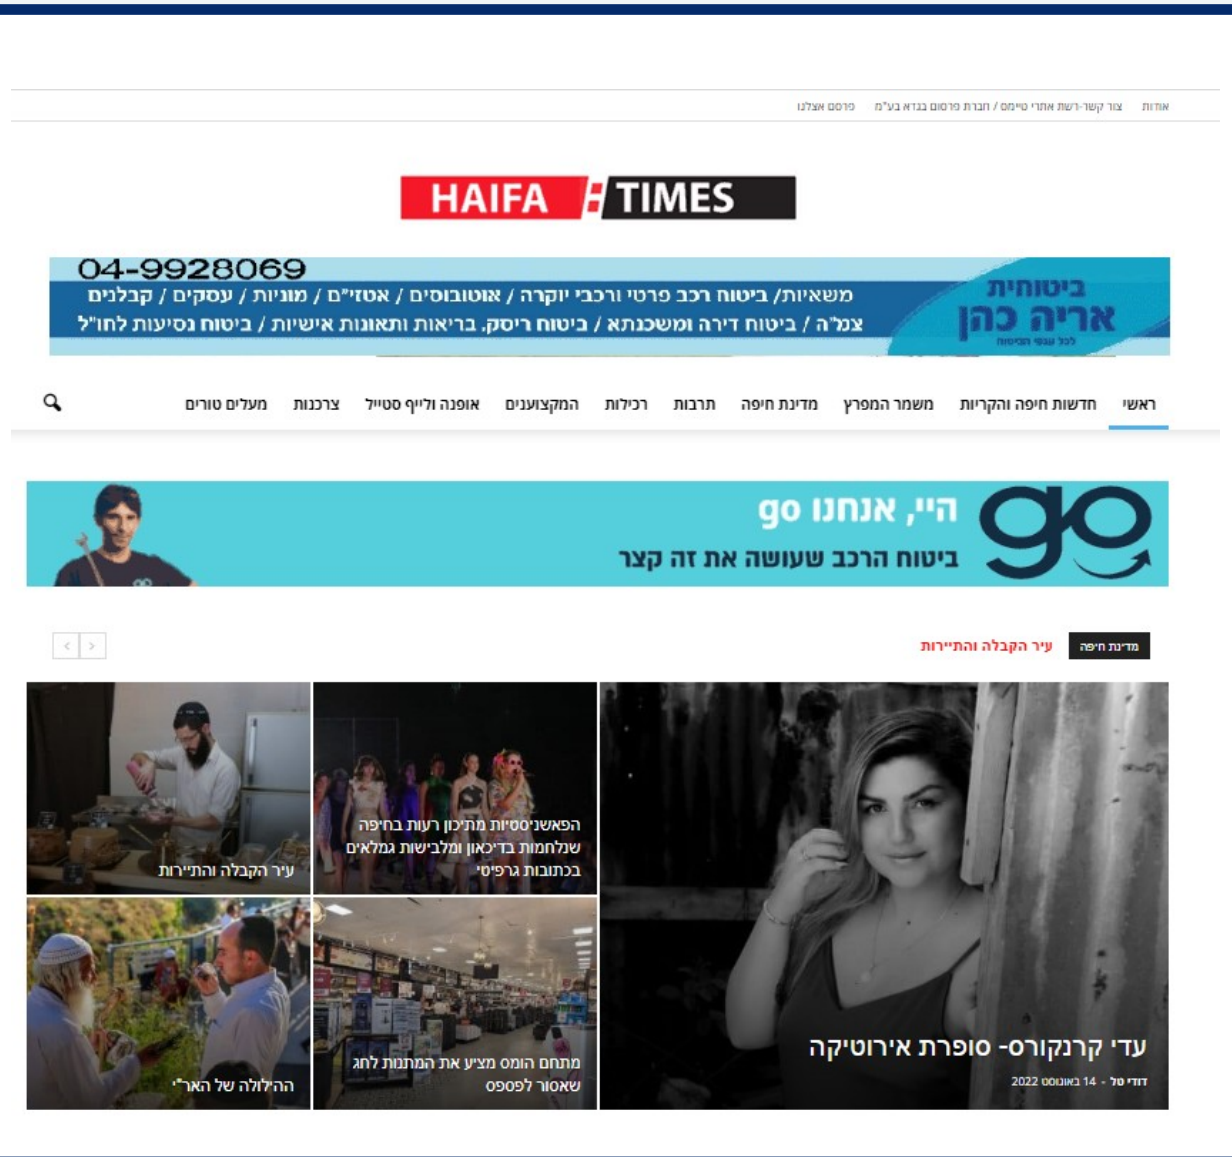 אודות צור קשר-רשת אתרי טיימס / חברת פרסום בגדא בע"מ פרסם אצלנו
HAIFA TIMES
04-9928069
ביטוחית
אריה כהן
לכל ענפי הביטוח
משאיות/ ביטוח רכב פרטי ורכבי יוקרה / אוטובוסים / אטזי"ם / מוניות / עסקים / קבלנים
צמ"ה / ביטוח דירה ומשכנתא / ביטוח ריסק, בריאות ותאונות אישיות / ביטוח נסיעות לחו"ל
ראשי חדשות חיפה והקריות משמר המפרץ מדינת חיפה תרבות רכילות המקצוענים אופנה ולייף סטייל צרכנות מעלים טורים
go
היי, אנחנו go
ביטוח הרכב שעושה את זה קצר
מדינת חיפה עיר הקבלה והתיירות
עדי קרנקורס- סופרת אירוטיקה
דודי טל - 14 באוגוסט 2022
הפאשניסטיות מתיכון רעות בחיפה
שנלחמות בדיכאון ומלבישות גמלאים
בכתובות גרפיטי
עיר הקבלה והתיירות
מתחם הומס מציע את המתנות לחג
שאסור לפספס
ההילולה של האר"י